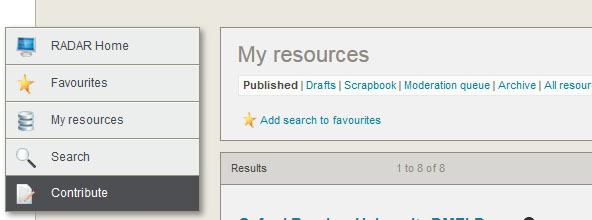 RADAR Home
Favourites
My resources
Search
Contribute
My resources
Published | Drafts | Scrapbook | Moderation queue | Archive | All resour
Add search to favourites
Results 1 to 8 of 8